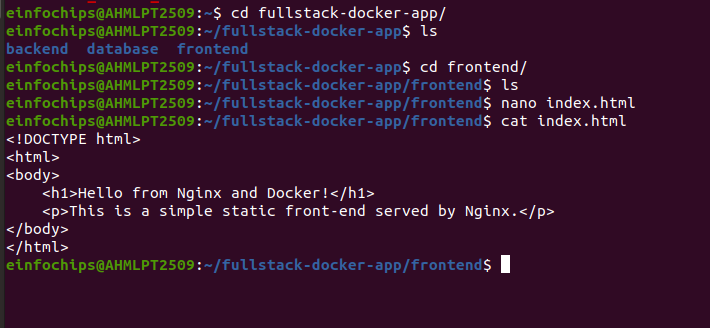 einfochips@AHMLPT2509:~$ cd fullstack-docker-app/
einfochips@AHMLPT2509:~/fullstack-docker-app$ ls
backend  database  frontend
einfochips@AHMLPT2509:~/fullstack-docker-app$ cd frontend/
einfochips@AHMLPT2509:~/fullstack-docker-app/frontend$ ls
einfochips@AHMLPT2509:~/fullstack-docker-app/frontend$ nano index.html
einfochips@AHMLPT2509:~/fullstack-docker-app/frontend$ cat index.html
<!DOCTYPE html>
<html>
<body>
    <h1>Hello from Nginx and Docker!</h1>
    <p>This is a simple static front-end served by Nginx.</p>
</body>
</html>
einfochips@AHMLPT2509:~/fullstack-docker-app/frontend$